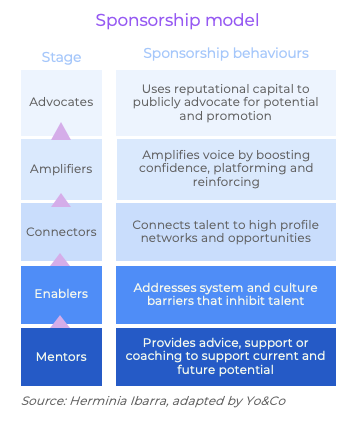 Sponsorship model
Stage
Sponsorship behaviours
Advocates
Uses reputational capital to
publicly advocate for potential
and promotion
Amplifiers
Amplifies voice by boosting
confidence, platforming and
reinforcing
Connectors
Connects talent to high profile
networks and opportunities
Enablers
Addresses system and culture
barriers that inhibit talent
Mentors
Provides advice, support or
coaching to support current and
future potential
Source: Herminia Ibarra, adapted by Yo&Co